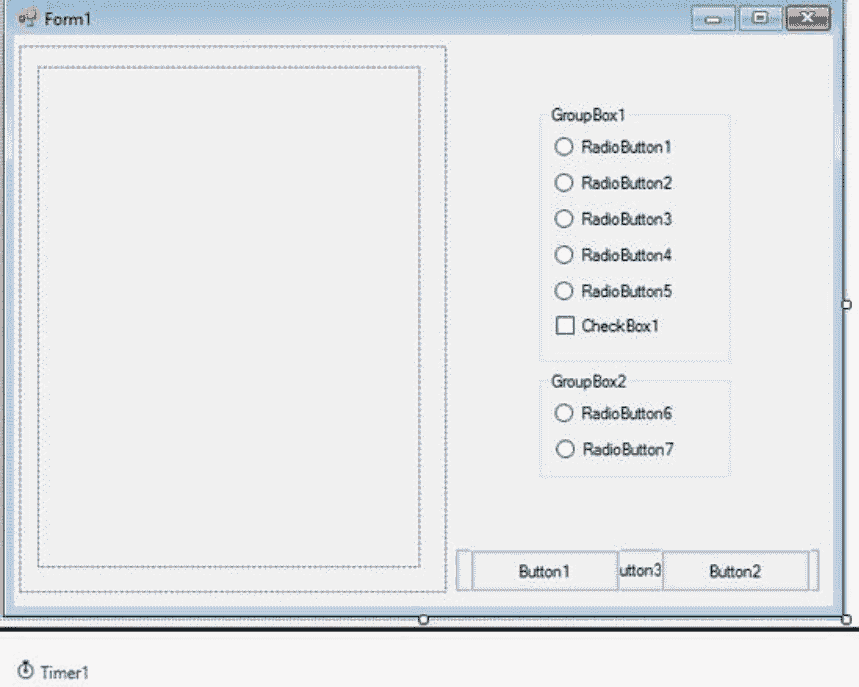 Form1
GroupBox1
RadioButton1
RadioButton2
RadioButton3
RadioButton4
RadioButton5
CheckBox1
GroupBox2
RadioButton6
RadioButton7
Button1 utton3 Button2
Timer1